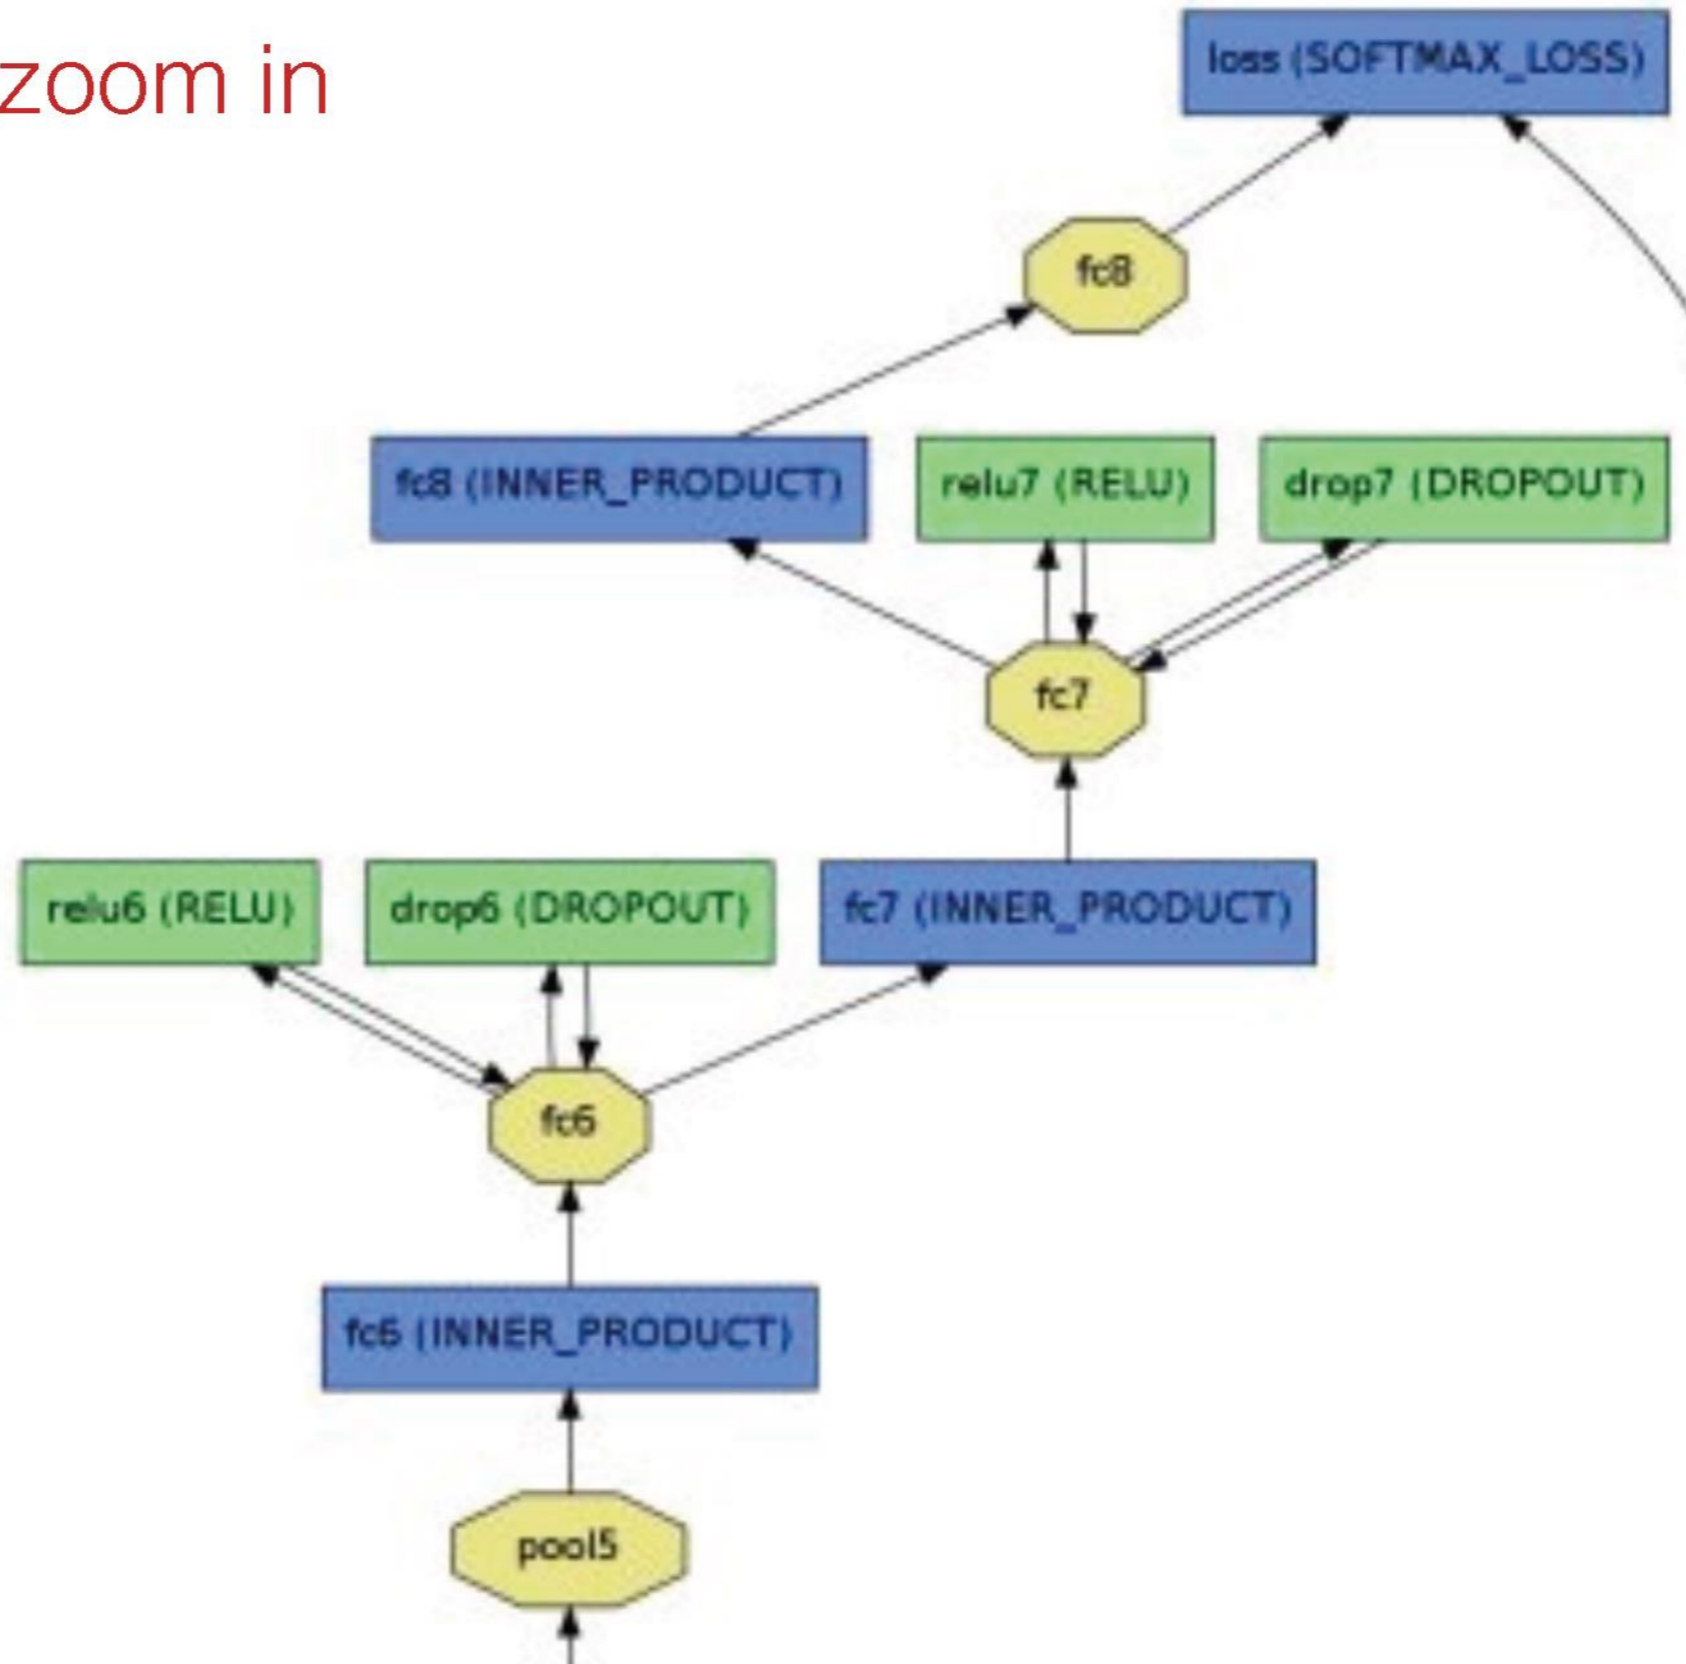 zoom in
loss (SOFTMAX_LOSS)
fc8
fc8 (INNER_PRODUCT)
relu7 (RELU)
drop7 (DROPOUT)
fc7
relu6 (RELU)
drop6 (DROPOUT)
fc7 (INNER_PRODUCT)
fc6
fc6 (INNER_PRODUCT)
pool5